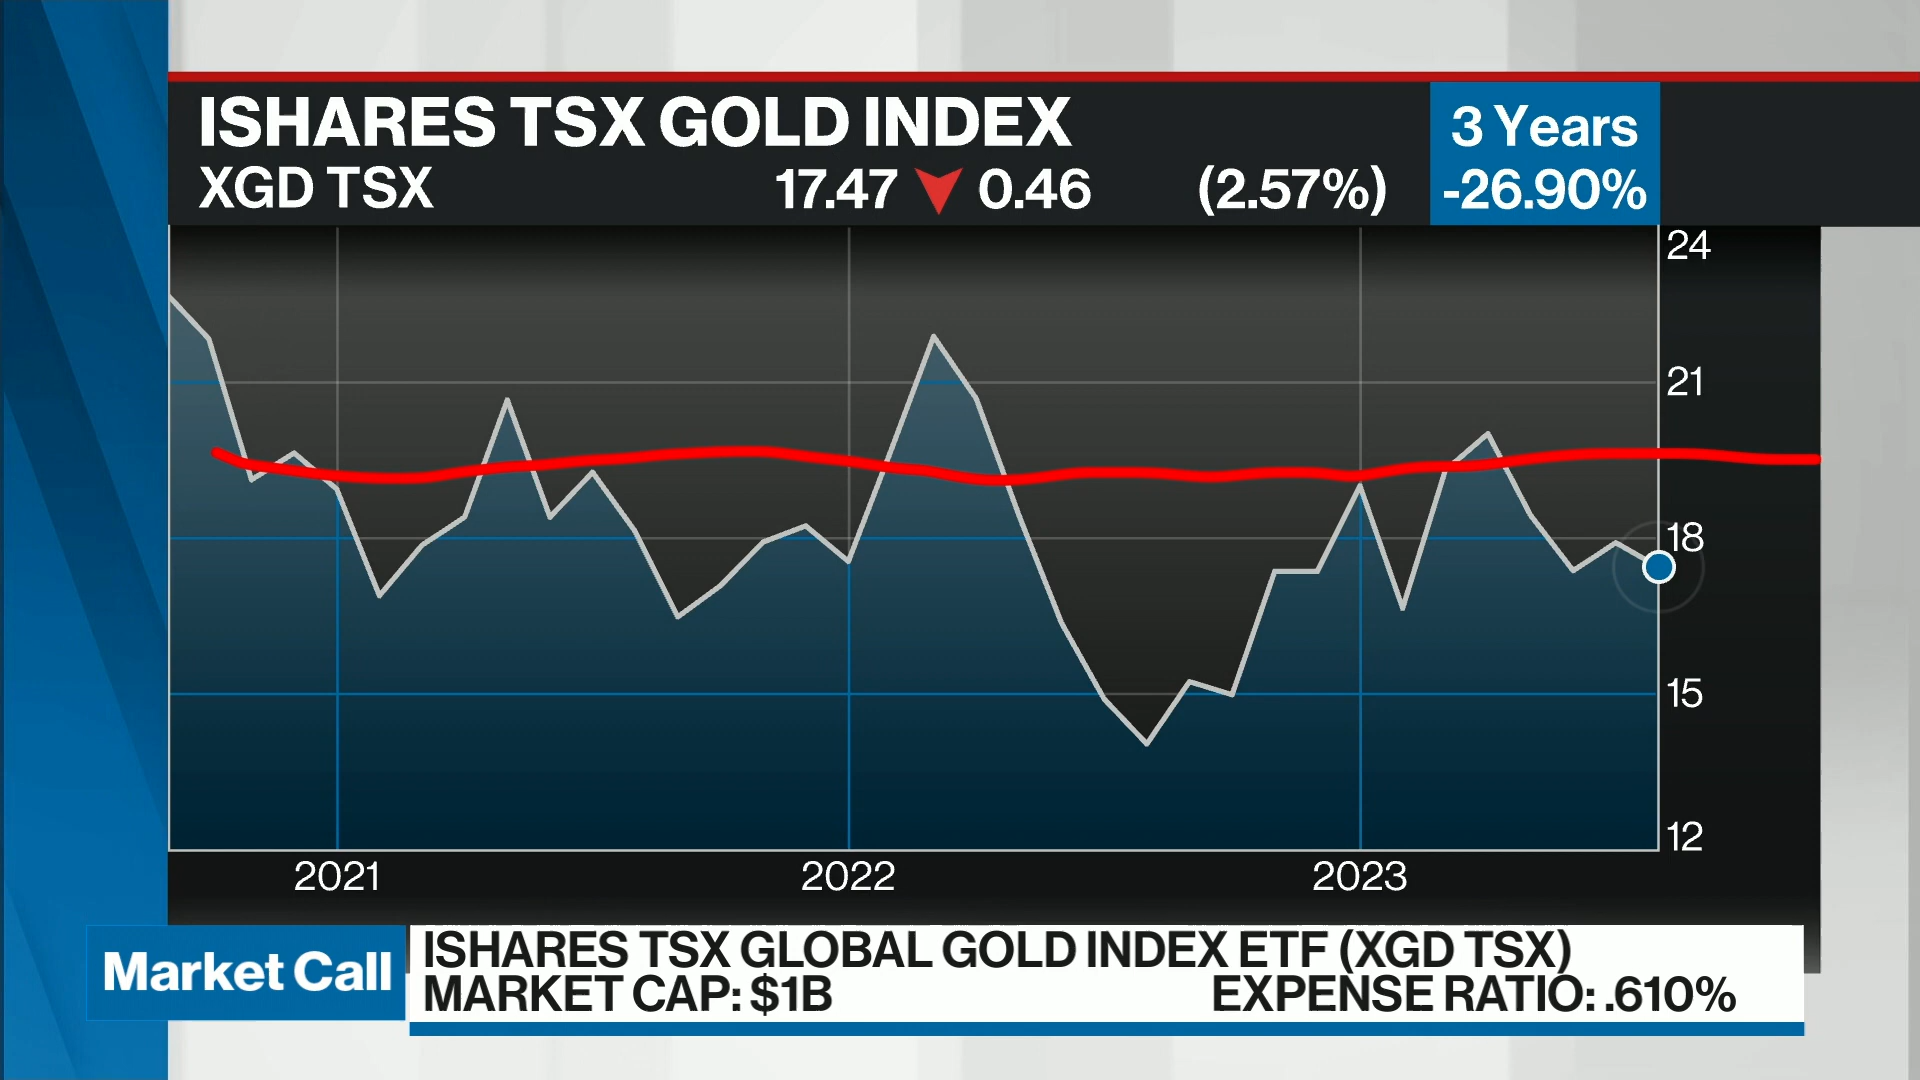 ISHARES TSX GOLD INDEX
3 Years
XGD TSX 17.47 0.46 (2.57%)
-26.90%
24
21
18
15
12
2021 2022 2023
Market Call
ISHARES TSX GLOBAL GOLD INDEX ETF (XGD TSX)
MARKET CAP: $1B EXPENSE RATIO: .610%